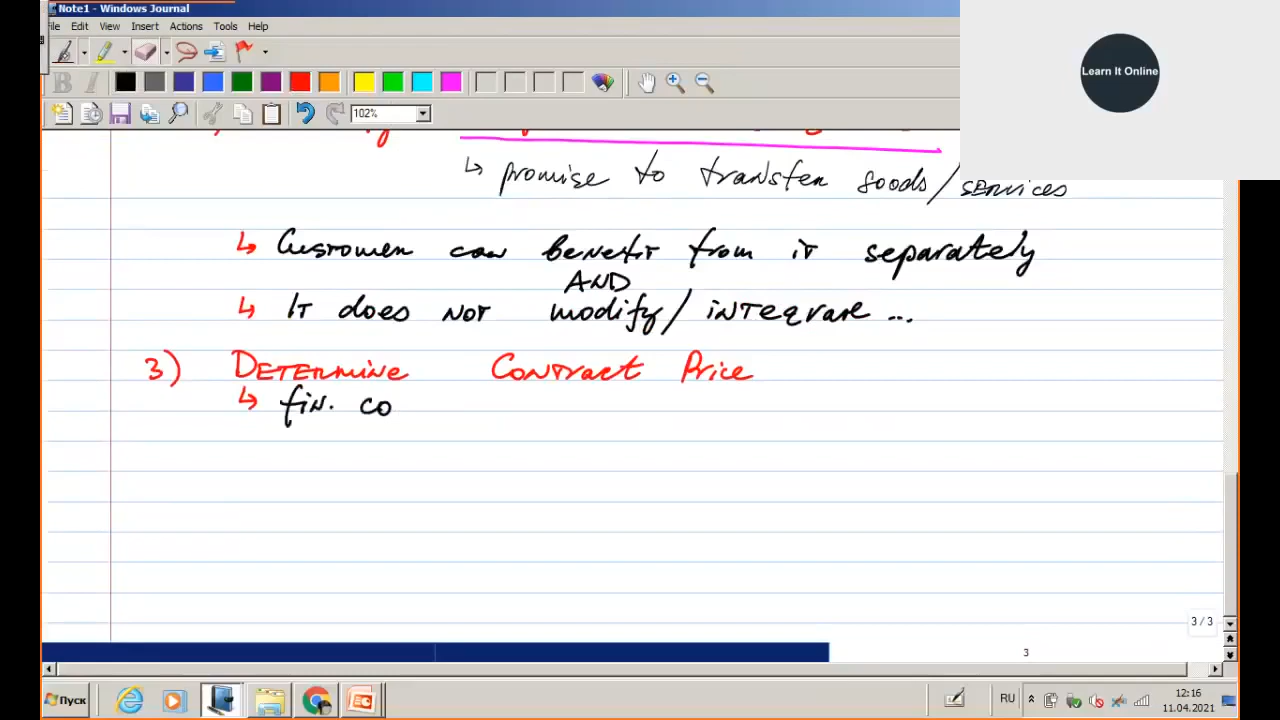 Note1 - Windows Journal
File Edit View Insert Actions Tools Help
Learn It Online
B I
102%
↳ promise to transfer goods/services
↳ Customer can benefit from it separately
AND
↳ It does not modify/integrate ...
3) Determine Contract Price
↳ fin. co
3 / 3
3
Пуск
RU
12:16
11.04.2021